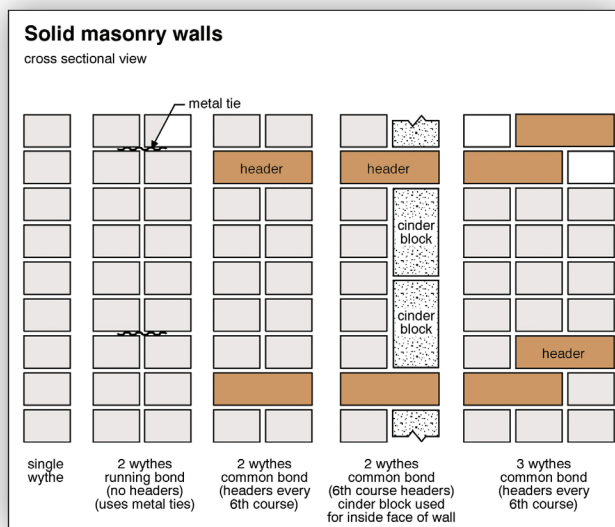 Solid masonry walls
cross sectional view
metal tie
header
header
cinder
block
cinder
block
header
single
wythe
2 wythes
running bond
(no headers)
(uses metal ties)
2 wythes
common bond
(headers every
6th course)
2 wythes
common bond
(6th course headers)
cinder block used
for inside face of wall
3 wythes
common bond
(headers every
6th course)